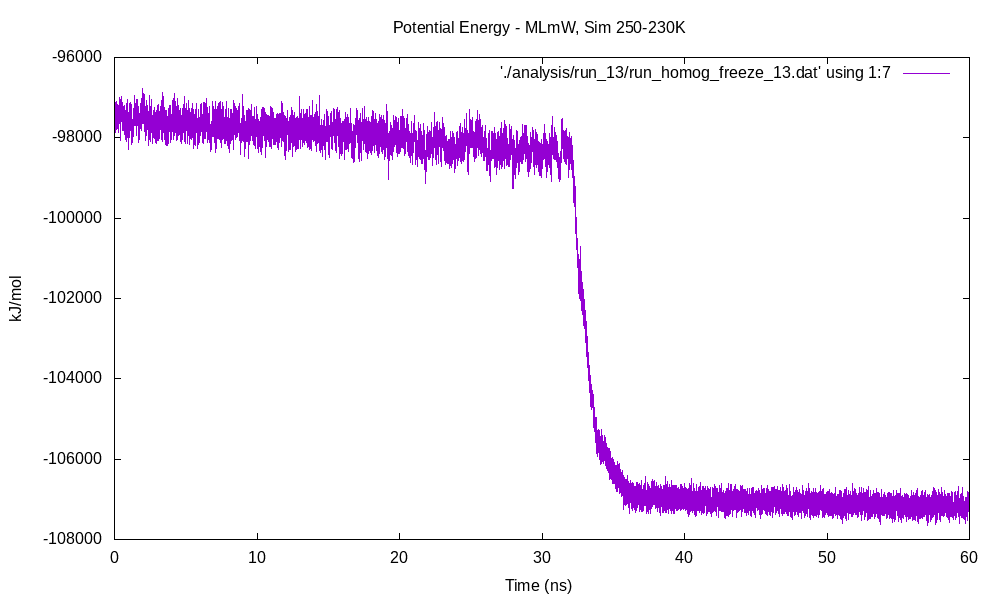 Potential Energy - MLmW, Sim 250-230K
'./analysis/run_13/run_homog_freeze_13.dat' using 1:7
-96000
-98000
-100000
-102000
-104000
-106000
-108000
kJ/mol
0 10 20 30 40 50 60
Time (ns)